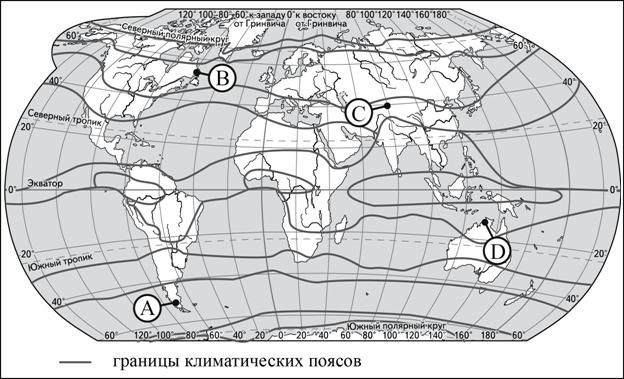 120° 100° 80° 60° к западу 0° к востоку 80° 100° 120° 140° 160° 180°
от Гринвича от Гринвича
Северный полярный круг
60° 60°
40° 40°
B
C
Северный тропик
20° 20°
Экватор 0° 0°
D
20° 20°
Южный тропик
40° 40°
A
Южный полярный круг
60° 120° 100° 80° 60° 40° 20° 0° 20° 40° 60° 80° 100° 120° 140° 180° 60°
границы климатических поясов